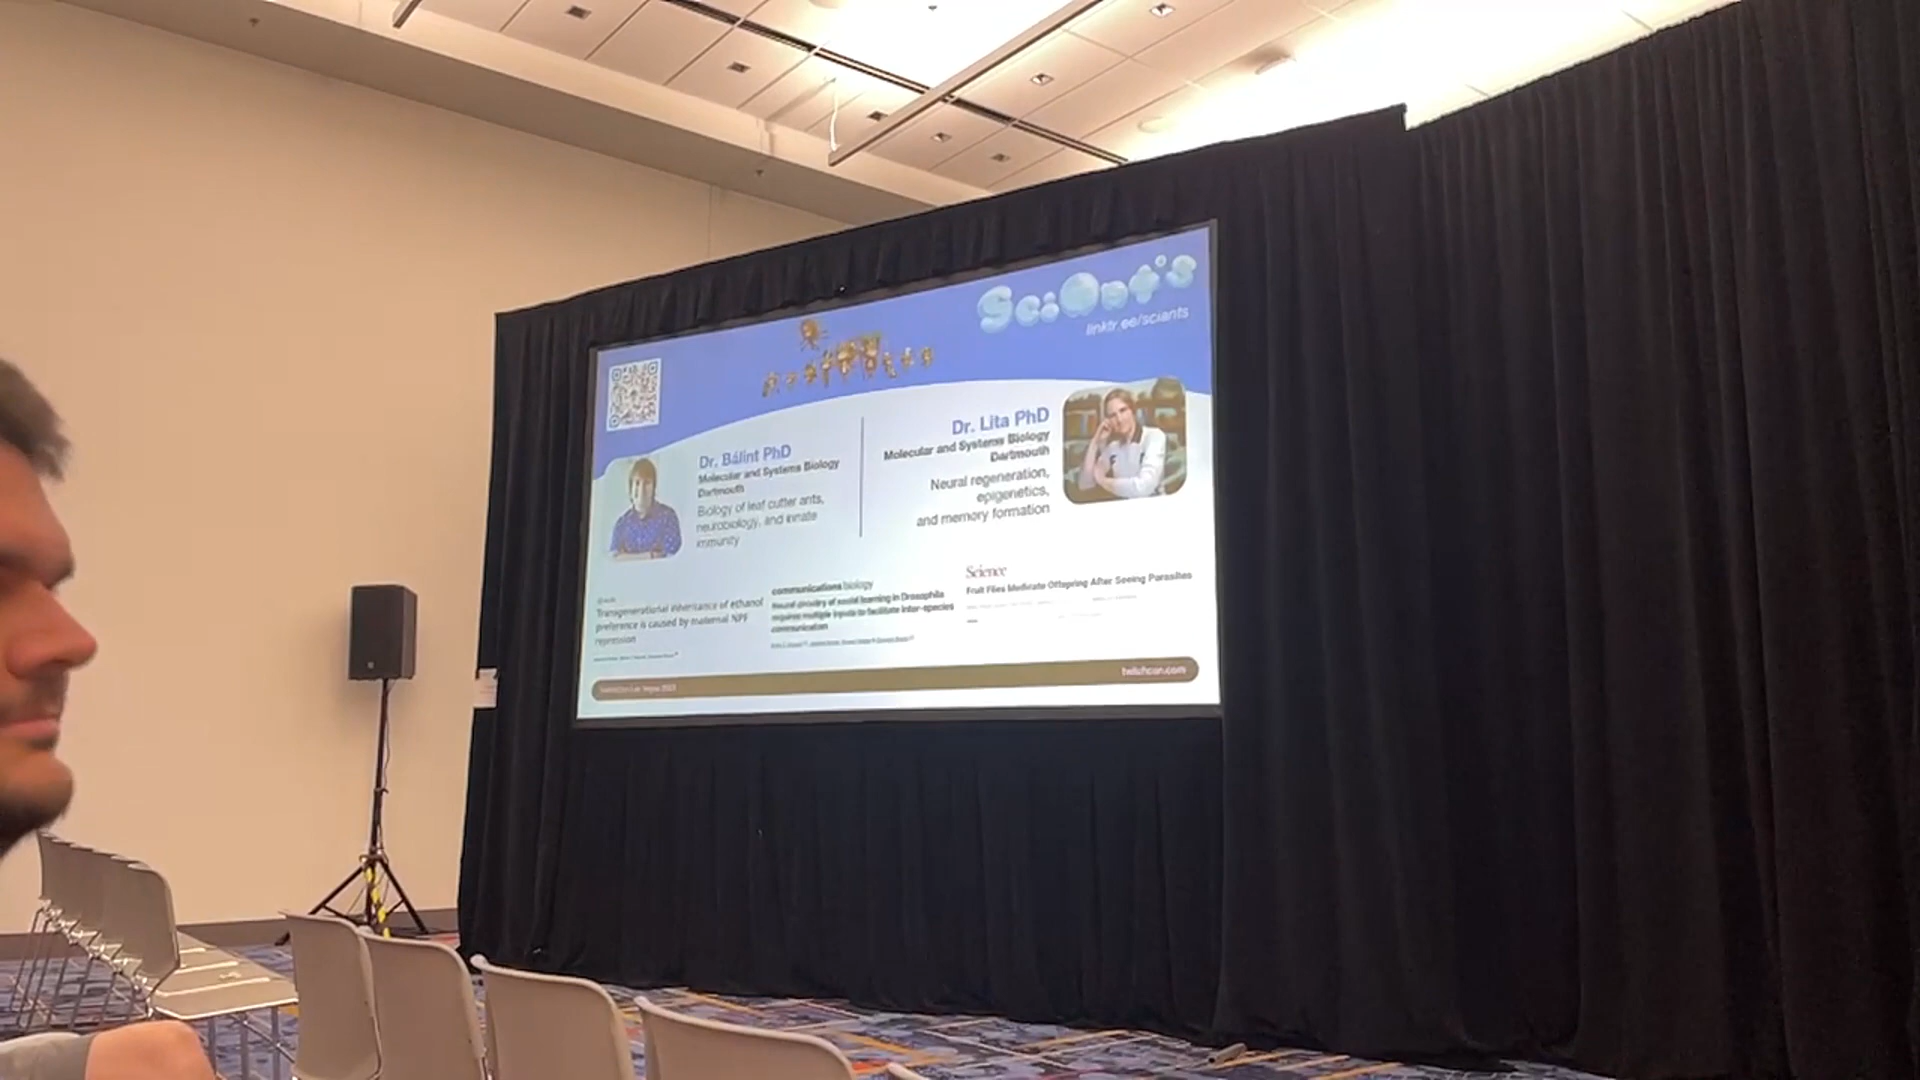 SciAnt's
linktr.ee/sciants
Dr. Bálint PhD
Molecular and Systems Biology
Dartmouth
Biology of leaf cutter ants,
neurobiology, and innate
immunity
Dr. Lita PhD
Molecular and Systems Biology
Dartmouth
Neural regeneration,
epigenetics,
and memory formation
Transgenerational inheritance of ethanol
preference is caused by maternal NPF
repression
communications biology
Neural circuitry of social learning in Drosophila
requires multiple inputs to facilitate inter-species
communication
Science
Fruit Flies Medicate Offspring After Seeing Parasites
Las Vegas 2023
twitchcon.com